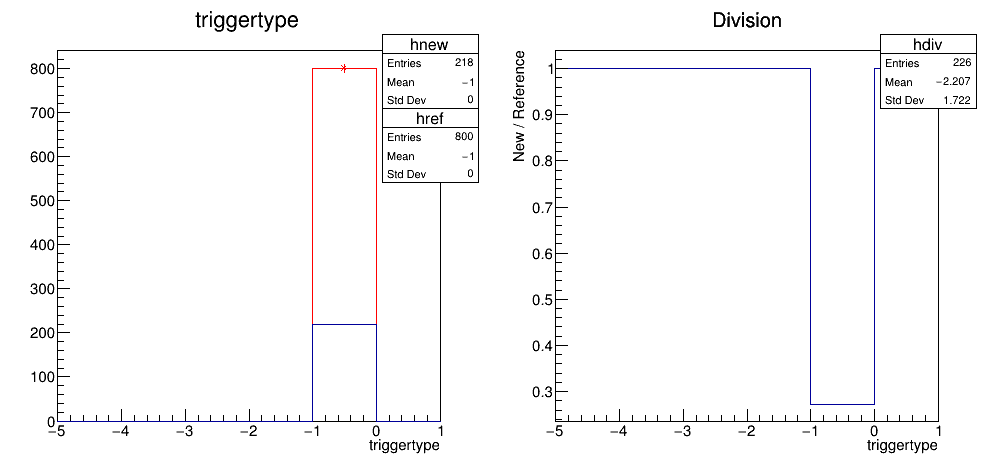 triggertype
hnew
Entries 218
Mean −1
Std Dev 0
href
Entries 800
Mean −1
Std Dev 0
800
700
600
500
400
300
200
100
0
−5 −4 −3 −2 −1 0 1
triggertype
Division
hdiv
Entries 226
Mean −2.207
Std Dev 1.722
New / Reference
1
0.9
0.8
0.7
0.6
0.5
0.4
0.3
−5 −4 −3 −2 −1 0 1
triggertype